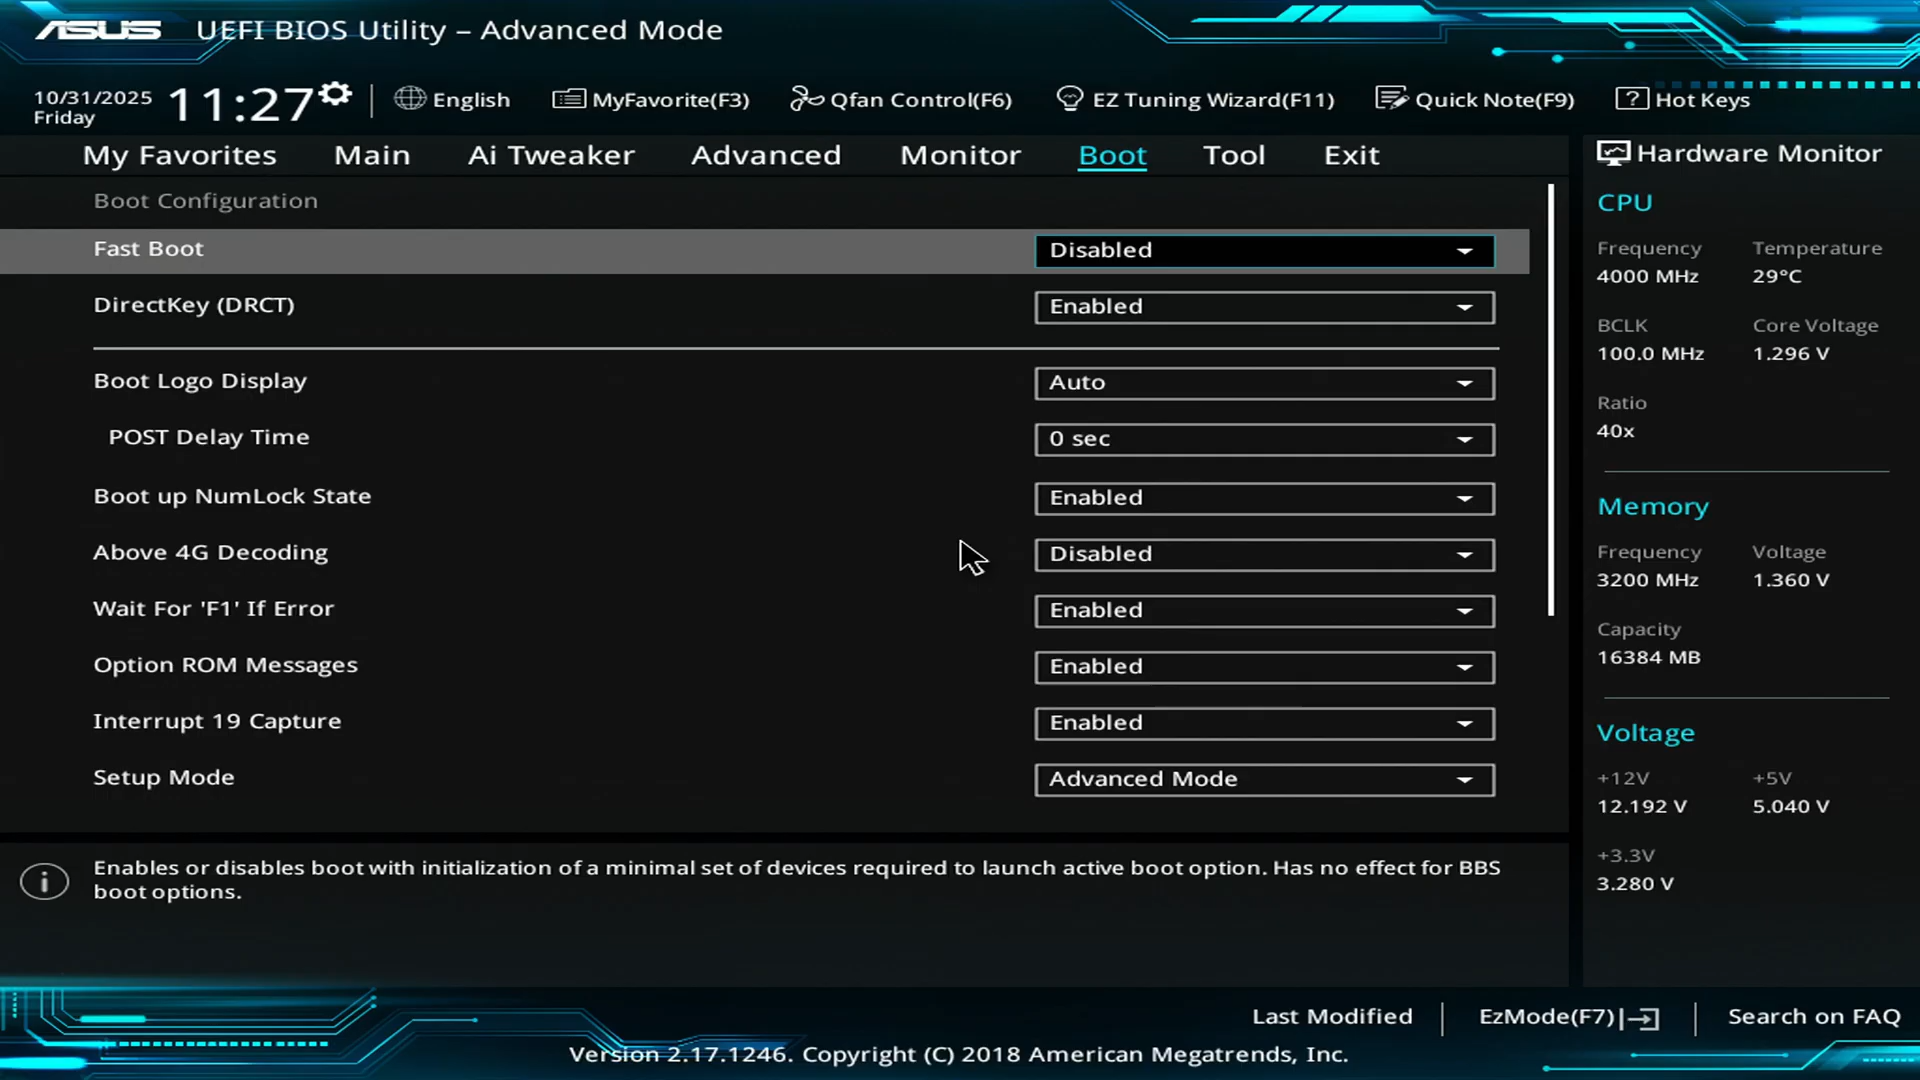 ASUS UEFI BIOS Utility – Advanced Mode
10/31/2025
Friday
11:27
English
MyFavorite(F3)
Qfan Control(F6)
EZ Tuning Wizard(F11)
Quick Note(F9)
? Hot Keys
My Favorites
Main
Ai Tweaker
Advanced
Monitor
Boot
Tool
Exit
Boot Configuration
Fast Boot Disabled
DirectKey (DRCT) Enabled
Boot Logo Display Auto
POST Delay Time 0 sec
Boot up NumLock State Enabled
Above 4G Decoding Disabled
Wait For 'F1' If Error Enabled
Option ROM Messages Enabled
Interrupt 19 Capture Enabled
Setup Mode Advanced Mode
Enables or disables boot with initialization of a minimal set of devices required to launch active boot option. Has no effect for BBS
boot options.
Hardware Monitor
CPU
Frequency Temperature
4000 MHz 29°C
BCLK Core Voltage
100.0 MHz 1.296 V
Ratio
40x
Memory
Frequency Voltage
3200 MHz 1.360 V
Capacity
16384 MB
Voltage
+12V +5V
12.192 V 5.040 V
+3.3V
3.280 V
Last Modified
EzMode(F7)
Search on FAQ
Version 2.17.1246. Copyright (C) 2018 American Megatrends, Inc.